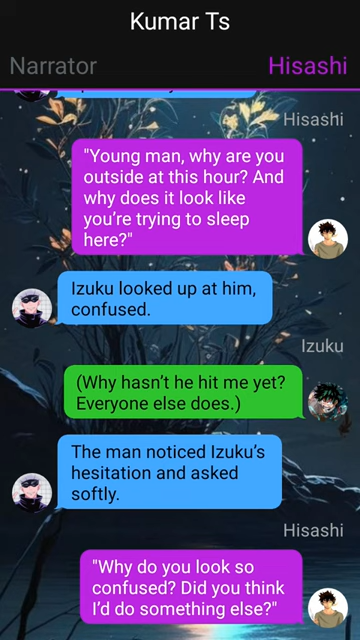 Kumar Ts
Narrator
Hisashi
Hisashi
"Young man, why are you
outside at this hour? And
why does it look like
you’re trying to sleep
here?"
Izuku looked up at him,
confused.
Izuku
(Why hasn’t he hit me yet?
Everyone else does.)
The man noticed Izuku’s
hesitation and asked
softly.
Hisashi
"Why do you look so
confused? Did you think
I’d do something else?"